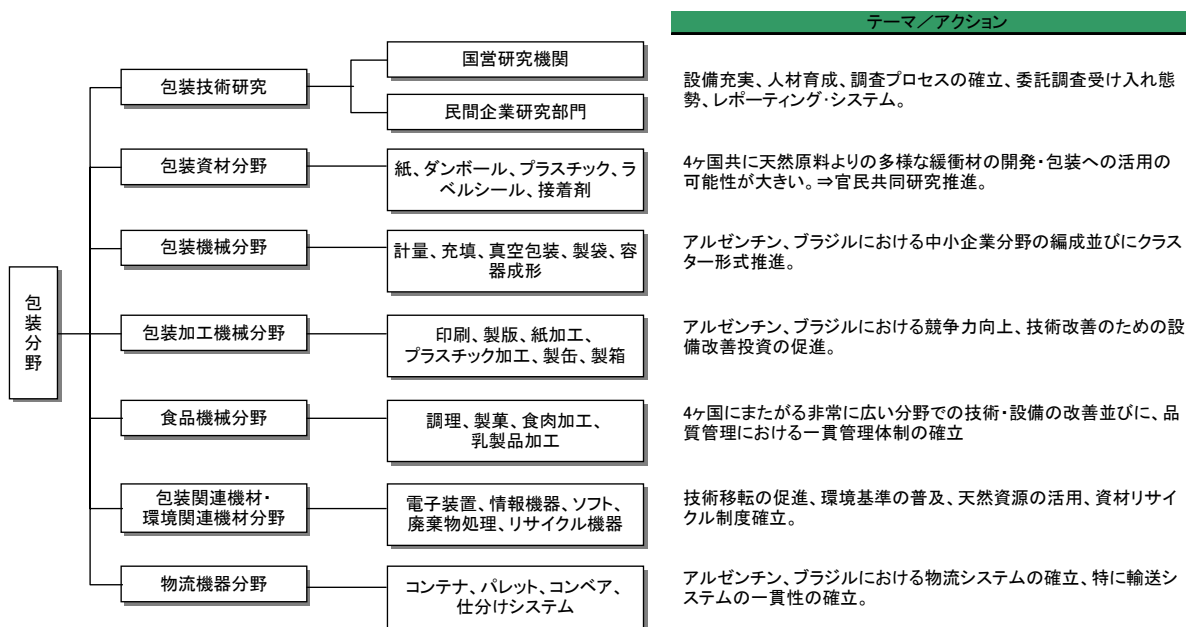 テーマ／アクション
包装分野
包装技術研究
国営研究機関
民間企業研究部門
設備充実、人材育成、調査プロセスの確立、委託調査受け入れ態
勢、レポーティング・システム。
包装資材分野
紙、ダンボール、プラスチック、ラ
ベルシール、接着剤
4ヶ国共に天然原料よりの多様な緩衝材の開発・包装への活用の
可能性が大きい。⇒官民共同研究推進。
包装機械分野
計量、充填、真空包装、製袋、容
器成形
アルゼンチン、ブラジルにおける中小企業分野の編成並びにクラス
ター形式推進。
包装加工機械分野
印刷、製版、紙加工、
プラスチック加工、製缶、製箱
アルゼンチン、ブラジルにおける競争力向上、技術改善のための設
備改善投資の促進。
食品機械分野
調理、製菓、食肉加工、
乳製品加工
4ヶ国にまたがる非常に広い分野での技術・設備の改善並びに、品
質管理における一貫管理体制の確立
包装関連機材・
環境関連機材分野
電子装置、情報機器、ソフト、
廃棄物処理、リサイクル機器
技術移転の促進、環境基準の普及、天然資源の活用、資材リサイ
クル制度確立。
物流機器分野
コンテナ、パレット、コンベア、
仕分けシステム
アルゼンチン、ブラジルにおける物流システムの確立、特に輸送シ
ステムの一貫性の確立。